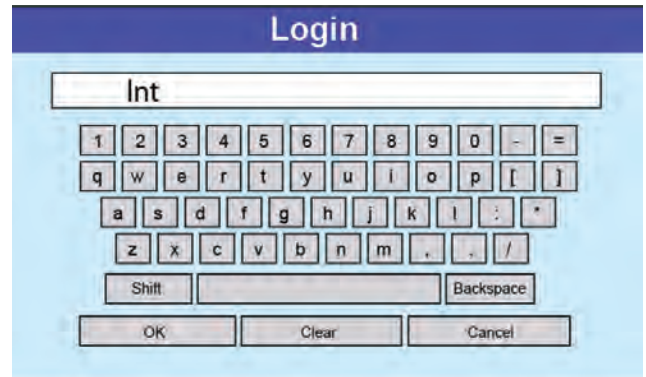 Login
Int
1 2 3 4 5 6 7 8 9 0 - =
q w e r t y u i o p [ ]
a s d f g h j k l ; "
z x c v b n m , . /
Shift Backspace
OK Clear Cancel